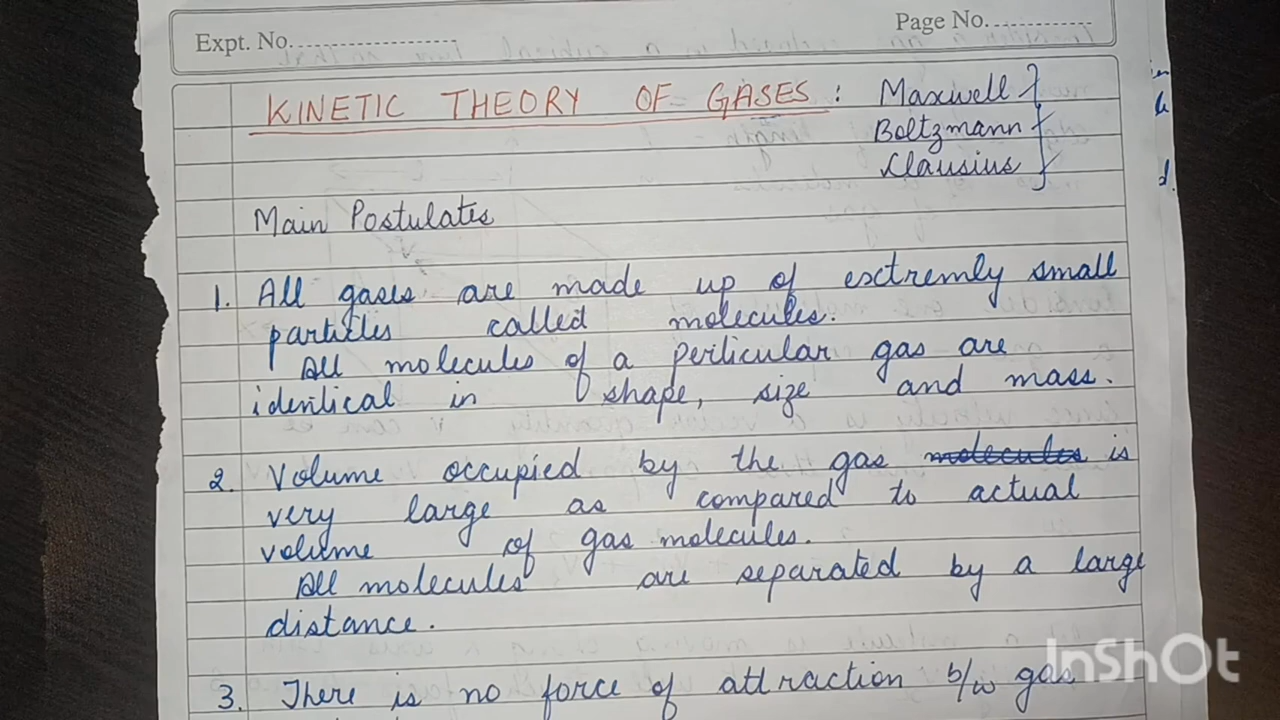 Expt. No.
Page No.
KINETIC THEORY OF GASES : Maxwell
Boltzmann
Clausius
Main Postulates
1. All gases are made up of esctremly small
particles called molecules.
All molecules of a perticular gas are
identical in shape, size and mass.
2. Volume occupied by the gas molecules is
very large as compared to actual
volume of gas molecules.
All molecules are separated by a large
distance.
3. There is no force of attraction b/w gas
InShOt